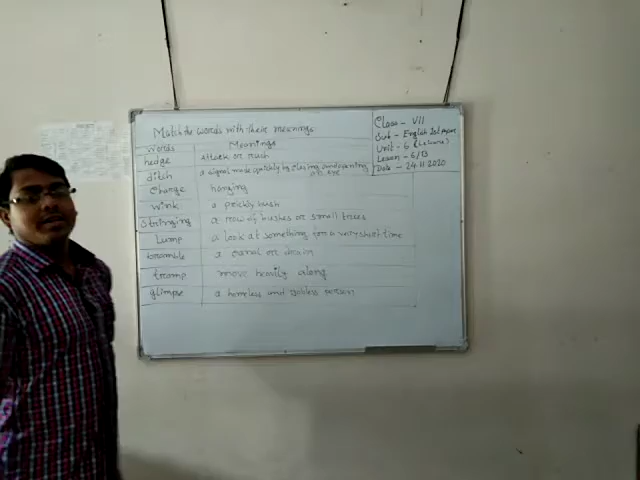 Match the words with their meanings
Class - VII
Sub - English 1st paper
Unit - 6 (Leisure)
Lesson - 6/B
Date - 24.11.2020
Words Meanings
hedge attack or rush
ditch a signal made quickly by closing and opening
an eye
charge hanging
wink a prickly bush
stringing a row of bushes or small trees
Lump a look at something for a very short time
bramble a canal or drain
tramp move heavily along
glimpse a homeless and jobless person